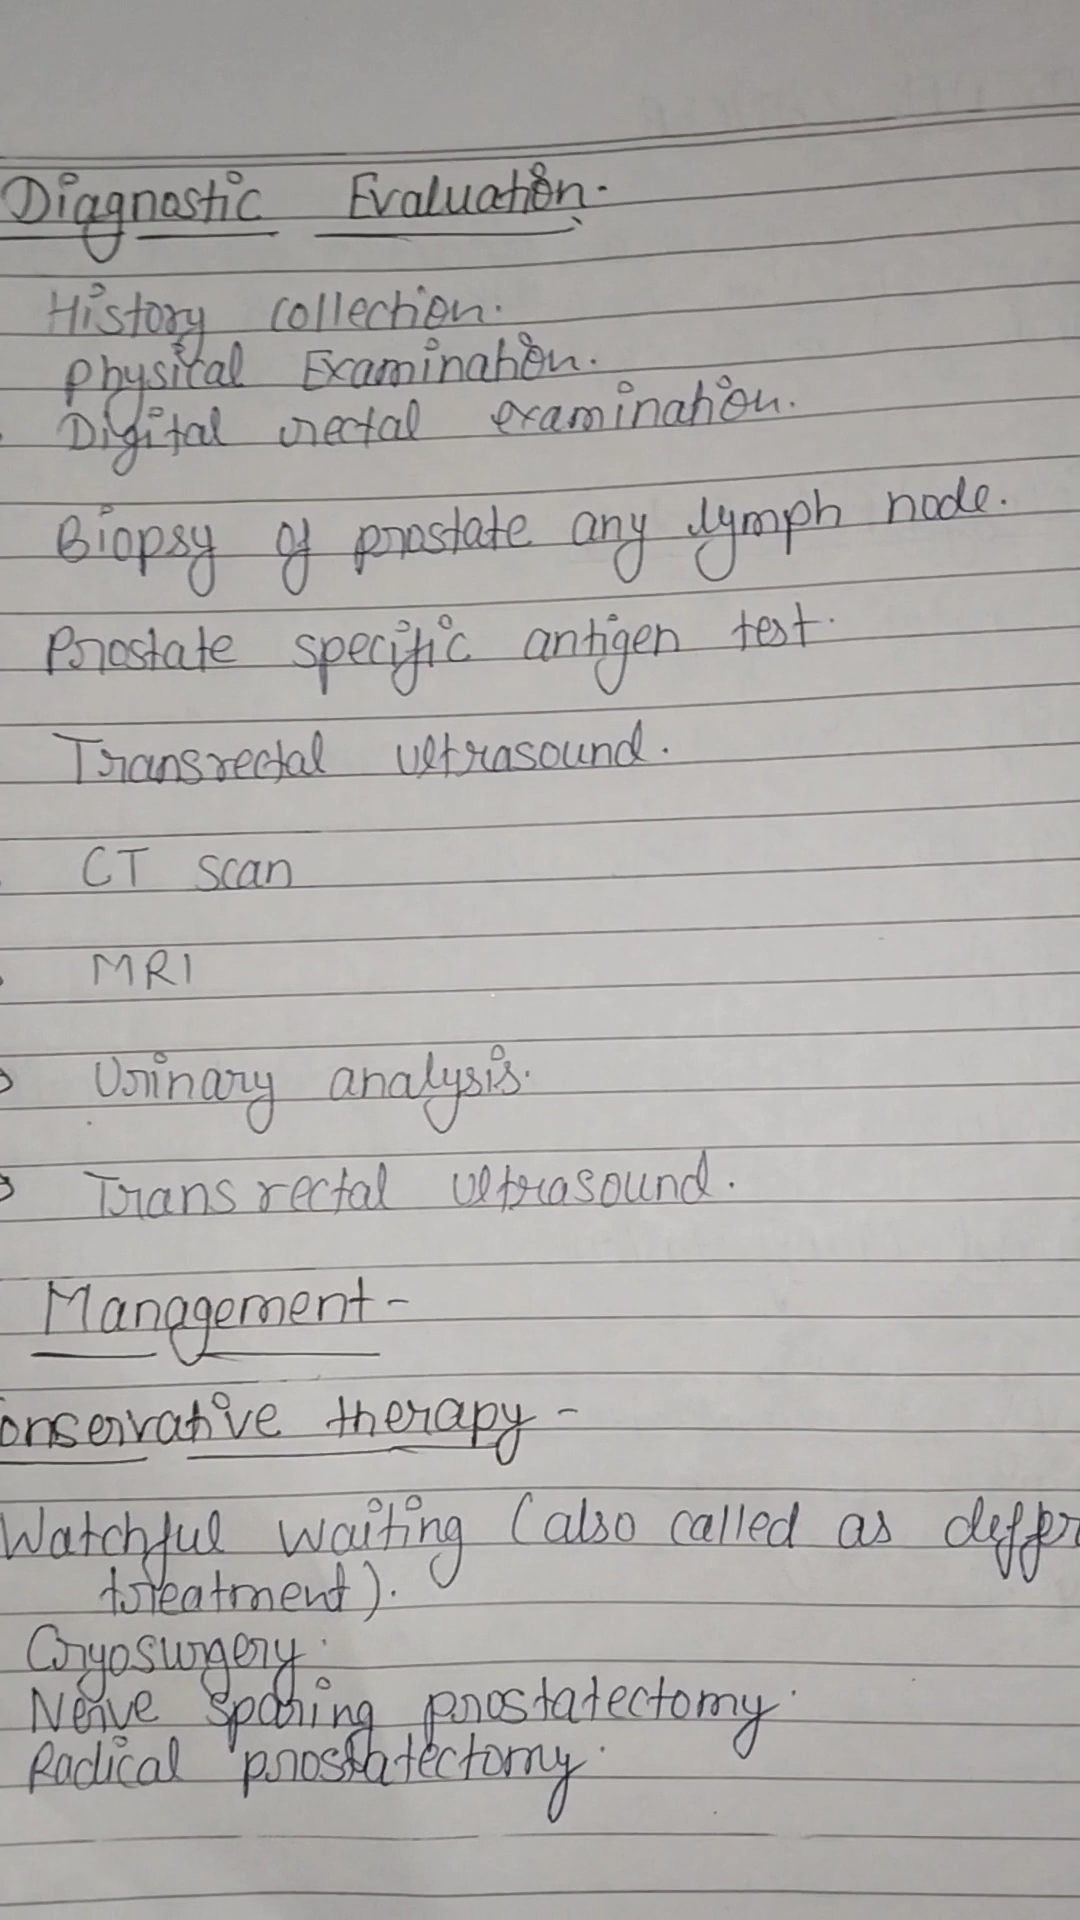 Diagnostic Evaluation.
History collection.
Physical Examination.
Digital rectal examination.
Biopsy of prostate any lymph node.
Prostate specific antigen test.
Transrectal ultrasound.
CT scan
MRI
Urinary analysis.
Trans rectal ultrasound.
Management -
onservative therapy -
Watchful waiting (also called as deffr
treatment).
Cryosurgery.
Nerve sparing prostatectomy.
Radical prostatectomy.